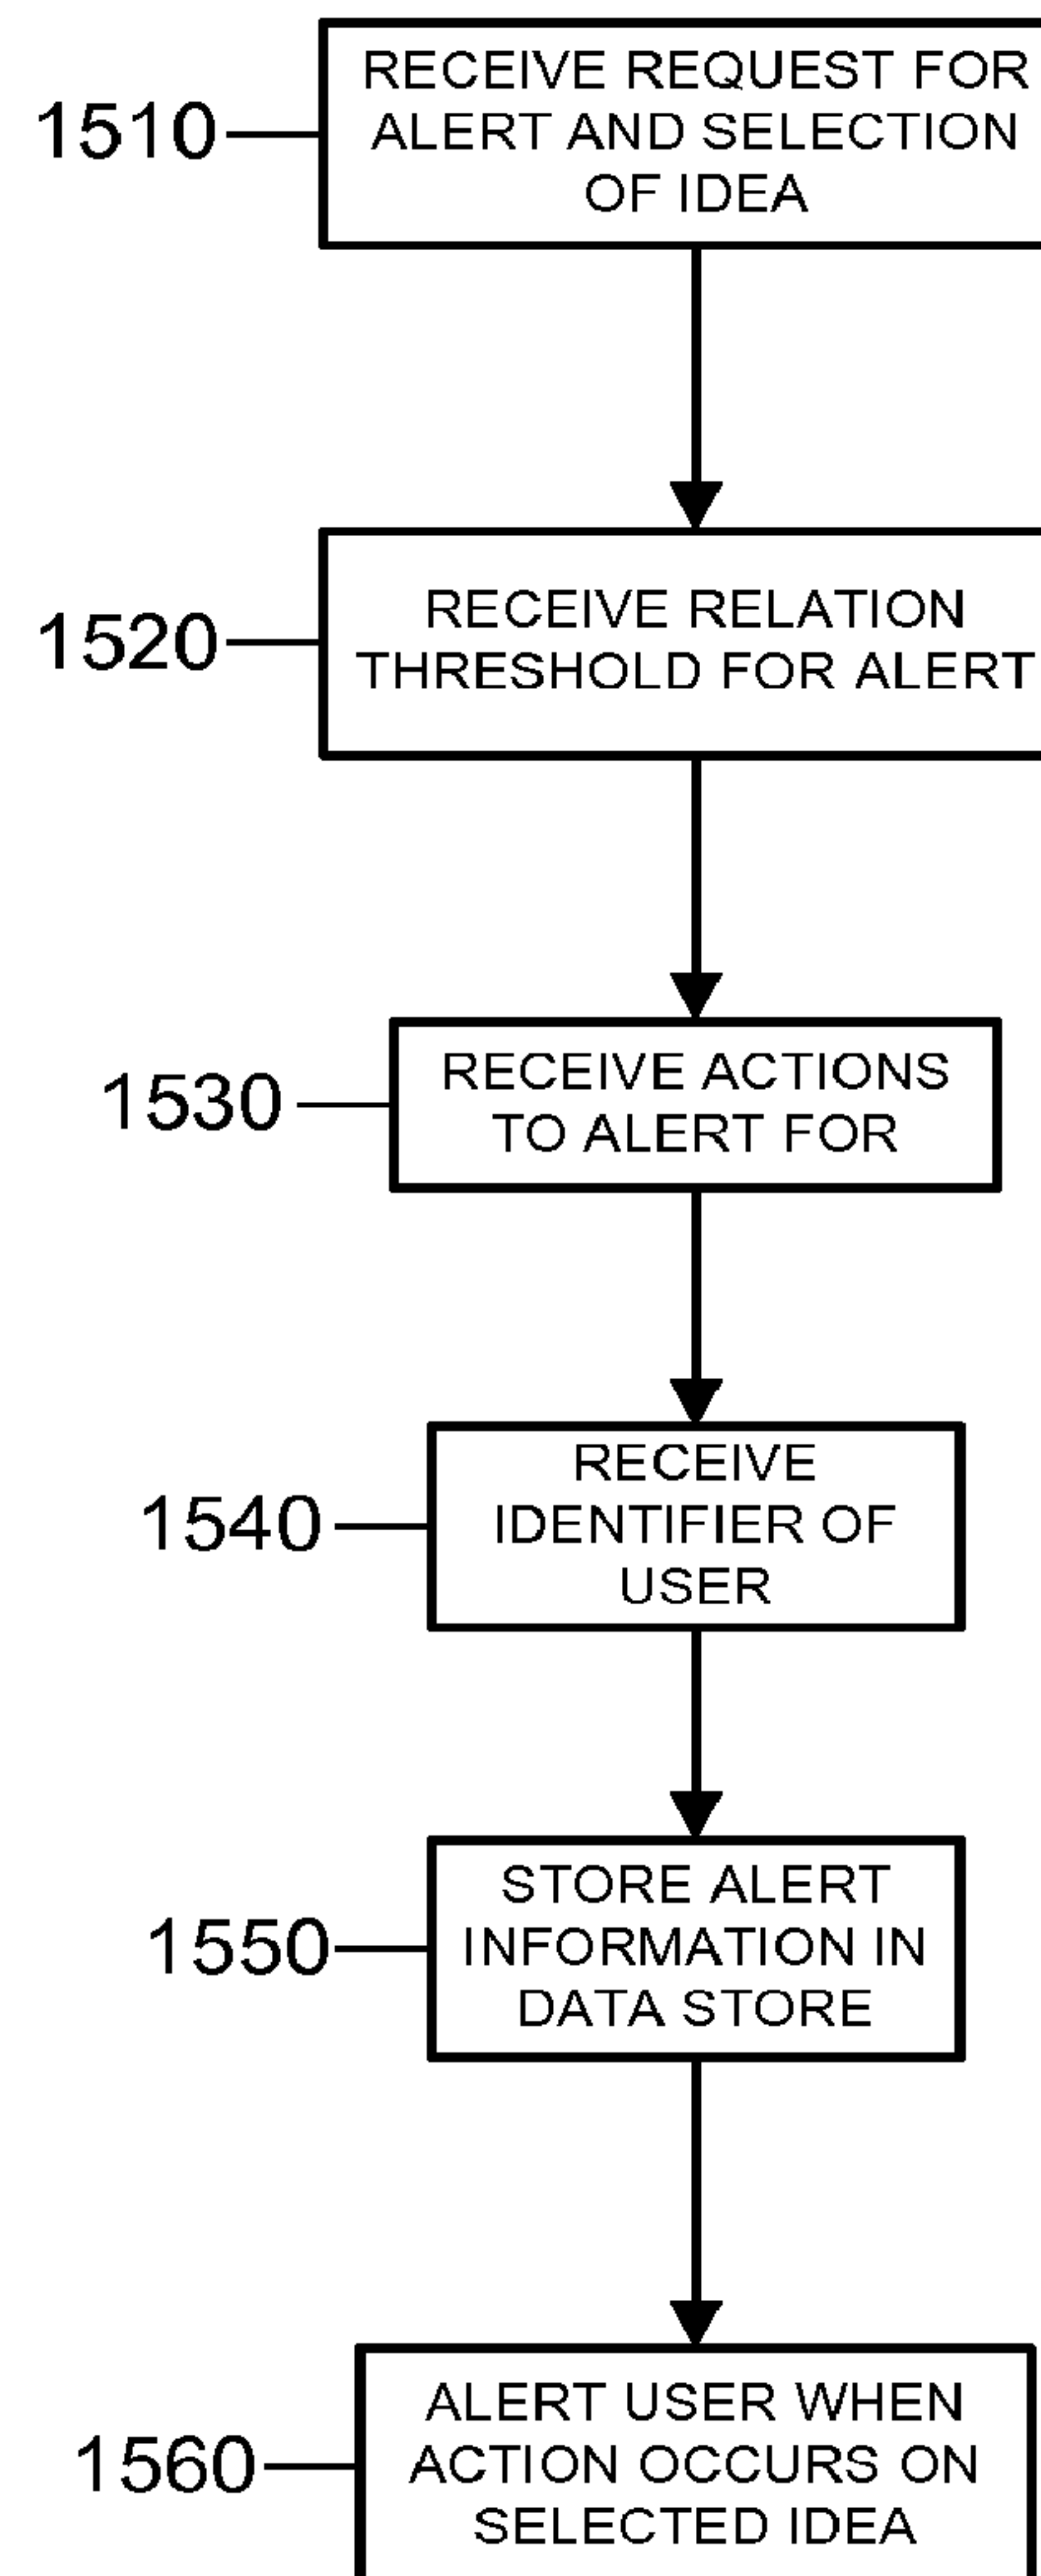 1510
RECEIVE REQUEST FOR
ALERT AND SELECTION
OF IDEA
1520
RECEIVE RELATION
THRESHOLD FOR ALERT
1530
RECEIVE ACTIONS
TO ALERT FOR
1540
RECEIVE
IDENTIFIER OF
USER
1550
STORE ALERT
INFORMATION IN
DATA STORE
1560
ALERT USER WHEN
ACTION OCCURS ON
SELECTED IDEA